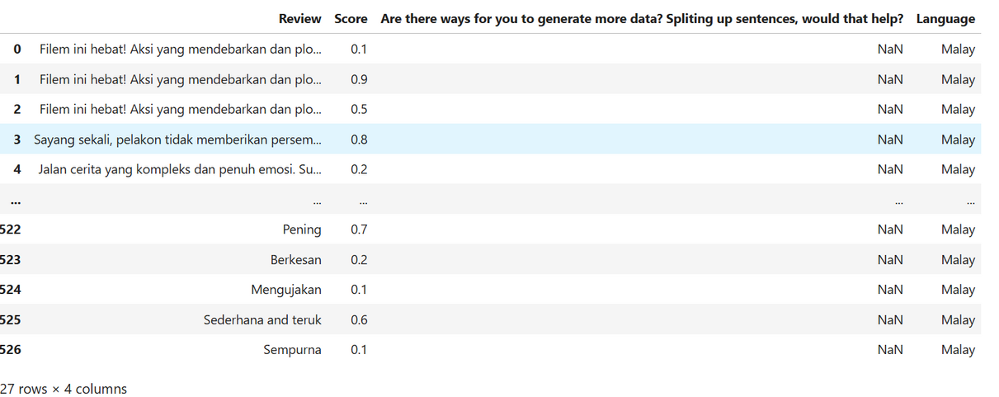 Review Score Are there ways for you to generate more data? Spliting up sentences, would that help? Language
0 Filem ini hebat! Aksi yang mendebarkan dan plo... 0.1 NaN Malay
1 Filem ini hebat! Aksi yang mendebarkan dan plo... 0.9 NaN Malay
2 Filem ini hebat! Aksi yang mendebarkan dan plo... 0.5 NaN Malay
3 Sayang sekali, pelakon tidak memberikan persem... 0.8 NaN Malay
4 Jalan cerita yang kompleks dan penuh emosi. Su... 0.2 NaN Malay
... ... ... ... ...
522 Pening 0.7 NaN Malay
523 Berkesan 0.2 NaN Malay
524 Mengujakan 0.1 NaN Malay
525 Sederhana and teruk 0.6 NaN Malay
526 Sempurna 0.1 NaN Malay
27 rows × 4 columns